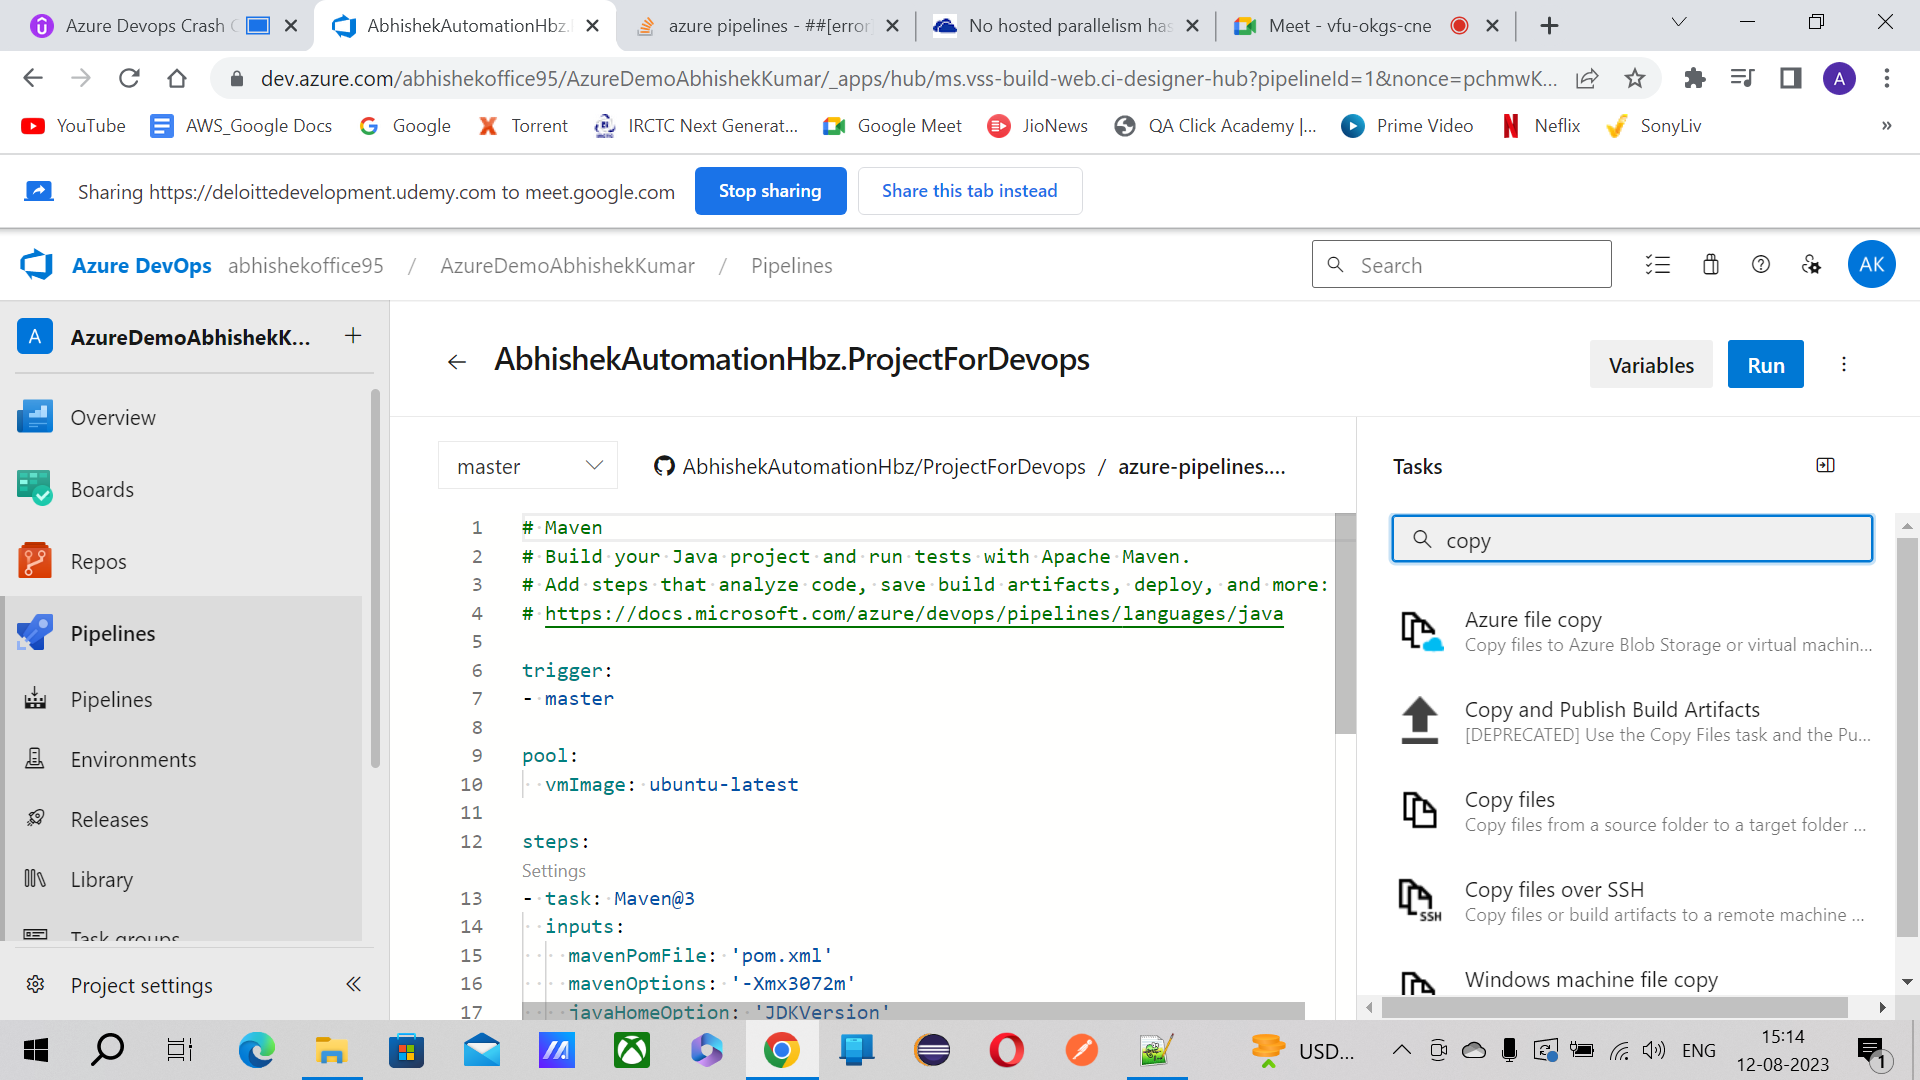 Azure Devops Crash C
AbhishekAutomationHbz.
azure pipelines - ##[error]
No hosted parallelism has
Meet - vfu-okgs-cne
dev.azure.com/abhishekoffice95/AzureDemoAbhishekKumar/_apps/hub/ms.vss-build-web.ci-designer-hub?pipelineId=1&nonce=pchmwK...
A
YouTube
AWS_Google Docs
Google
Torrent
IRCTC Next Generat...
Google Meet
JioNews
QA Click Academy |...
Prime Video
Neflix
SonyLiv
»
Sharing https://deloittedevelopment.udemy.com to meet.google.com
Stop sharing
Share this tab instead
Azure DevOps abhishekoffice95 / AzureDemoAbhishekKumar / Pipelines
Search
AK
A AzureDemoAbhishekK... +
Overview
Boards
Repos
Pipelines
Pipelines
Environments
Releases
Library
Task groups
Project settings
AbhishekAutomationHbz.ProjectForDevops
Variables
Run
master
AbhishekAutomationHbz/ProjectForDevops / azure-pipelines....
1 # Maven
2 # Build your Java project and run tests with Apache Maven.
3 # Add steps that analyze code, save build artifacts, deploy, and more:
4 # https://docs.microsoft.com/azure/devops/pipelines/languages/java
5
6 trigger:
7 - master
8
9 pool:
10 vmImage: ubuntu-latest
11
12 steps:
Settings
13 - task: Maven@3
14 inputs:
15 mavenPomFile: 'pom.xml'
16 mavenOptions: '-Xmx3072m'
17 javaHomeOption: 'JDKVersion'
Tasks
copy
Azure file copy
Copy files to Azure Blob Storage or virtual machin...
Copy and Publish Build Artifacts
[DEPRECATED] Use the Copy Files task and the Pu...
Copy files
Copy files from a source folder to a target folder ...
SSH
Copy files over SSH
Copy files or build artifacts to a remote machine ...
Windows machine file copy
USD...
ENG
15:14
12-08-2023
1